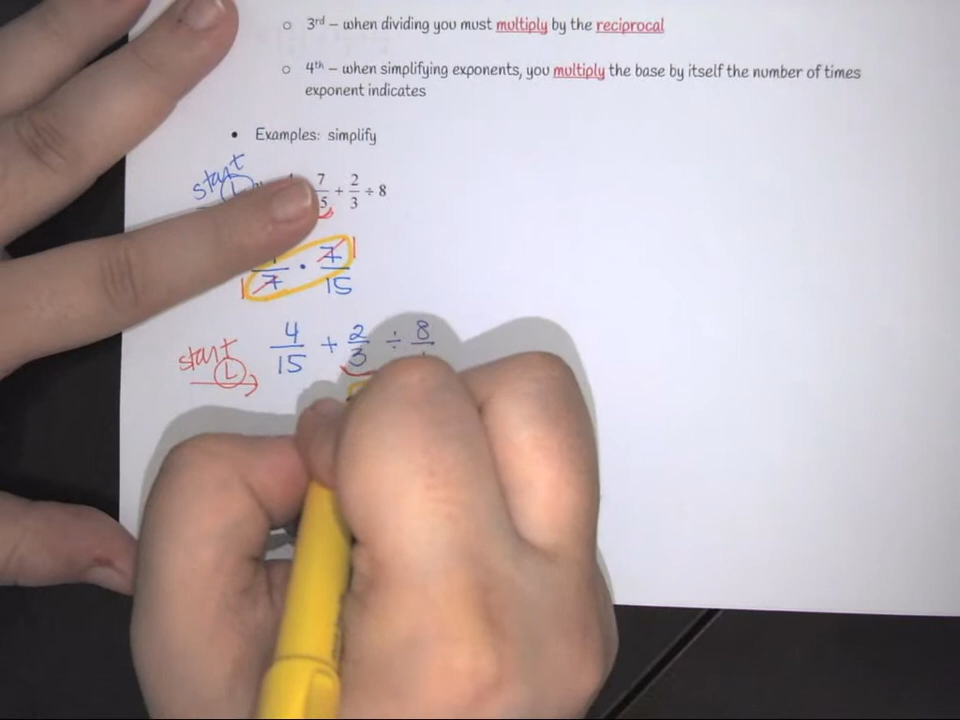 ○ 3rd – when dividing you must multiply by the reciprocal
○ 4th – when simplifying exponents, you multiply the base by itself the number of times
exponent indicates
• Examples: simplify
start L 7 + 2/3 ÷ 8
7 · 7/15
1 1
start L 4/15 + 2/3 ÷ 8